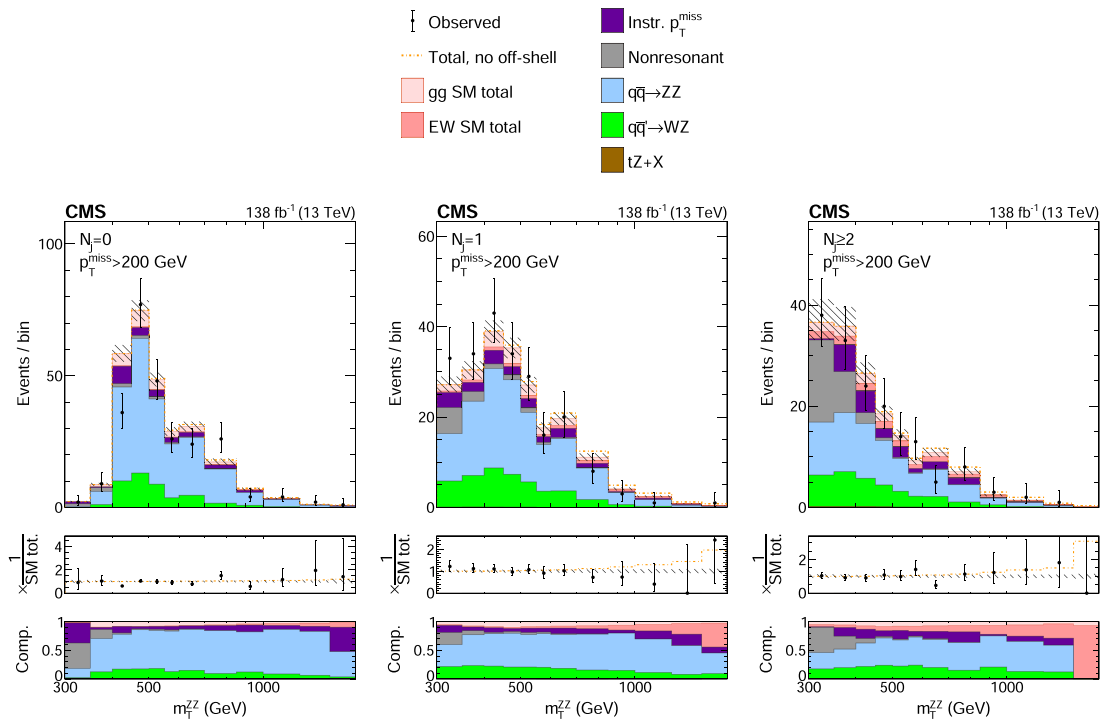 Observed
Total, no off-shell
gg SM total
EW SM total
Instr. p_T^miss
Nonresonant
qq̅→ZZ
qq̅'→WZ
tZ+X
CMS 138 fb⁻¹ (13 TeV)
N_j=0
p_T^miss>200 GeV
Events / bin
100
50
0
× 1/SM tot.
4
2
0
Comp.
1
0.5
0
300 500 1000
m_T^ZZ (GeV)
CMS 138 fb⁻¹ (13 TeV)
N_j=1
p_T^miss>200 GeV
Events / bin
60
40
20
0
× 1/SM tot.
2
1
0
Comp.
1
0.5
0
300 500 1000
m_T^ZZ (GeV)
CMS 138 fb⁻¹ (13 TeV)
N_j≥2
p_T^miss>200 GeV
Events / bin
40
20
0
× 1/SM tot.
2
1
0
Comp.
1
0.5
0
300 500 1000
m_T^ZZ (GeV)